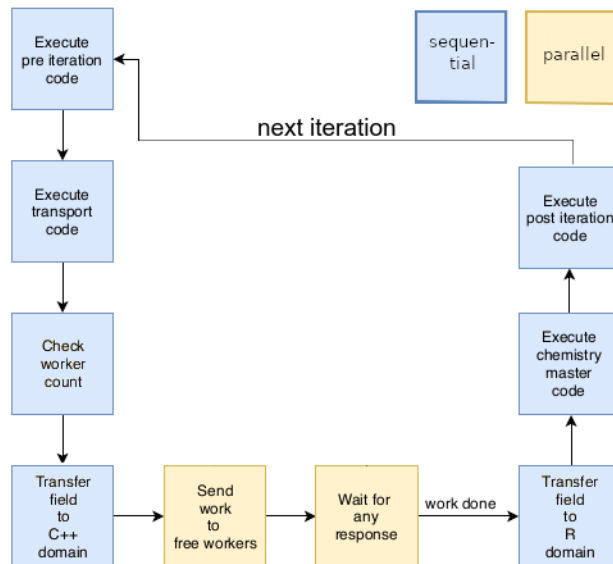 Execute
pre iteration
code
sequen-
tial
parallel
next iteration
Execute
transport
code
Execute
post iteration
code
Check
worker
count
Execute
chemistry
master
code
Transfer
field
to
C++
domain
Send
work
to
free workers
Wait for
any
response
work done
Transfer
field
to
R
domain